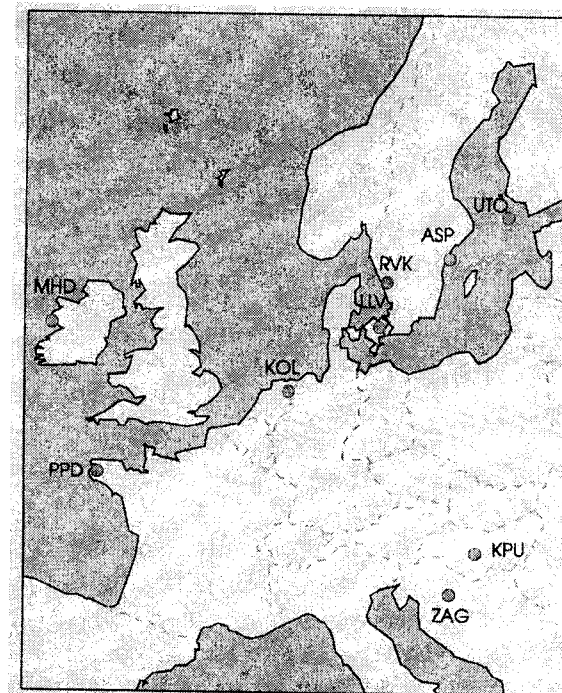 UTÖ
ASP
RVK
MHD
LLV
KOL
PPD
KPU
ZAG